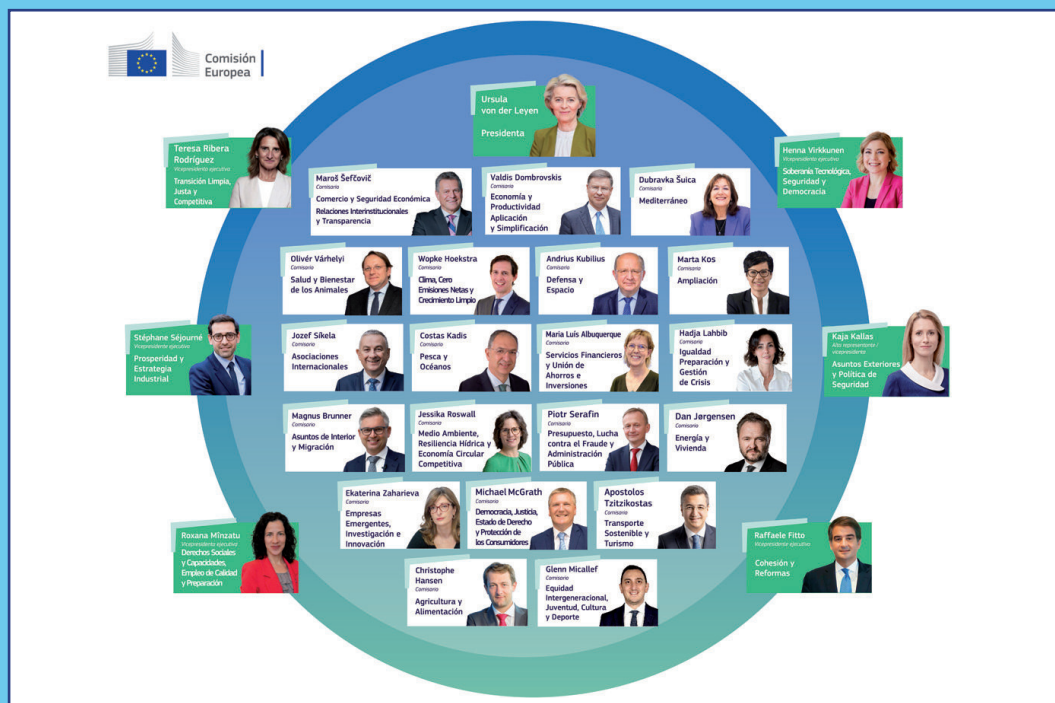 Comisión
Europea
Ursula
von der Leyen
Presidenta
Teresa Ribera
Rodríguez
Vicepresidenta ejecutiva
Transición Limpia,
Justa y
Competitiva
Henna Virkkunen
Vicepresidenta ejecutiva
Soberanía Tecnológica,
Seguridad y
Democracia
Maroš Šefčovič
Comisario
Comercio y Seguridad Económica
Relaciones Interinstitucionales
y Transparencia
Valdis Dombrovskis
Comisario
Economía y
Productividad
Aplicación
y Simplificación
Dubravka Šuica
Comisaria
Mediterráneo
Olivér Várhelyi
Comisario
Salud y Bienestar
de los Animales
Wopke Hoekstra
Comisario
Clima, Cero
Emisiones Netas y
Crecimiento Limpio
Andrius Kubilius
Comisario
Defensa y
Espacio
Marta Kos
Comisaria
Ampliación
Stéphane Séjourné
Vicepresidente ejecutivo
Prosperidad y
Estrategia
Industrial
Jozef Síkela
Comisario
Asociaciones
Internacionales
Costas Kadis
Comisario
Pesca y
Océanos
Maria Luís Albuquerque
Comisaria
Servicios Financieros
y Unión de
Ahorros e
Inversiones
Hadja Lahbib
Comisaria
Igualdad
Preparación y
Gestión
de Crisis
Kaja Kallas
Alta representante /
vicepresidenta
Asuntos Exteriores
y Política de
Seguridad
Magnus Brunner
Comisario
Asuntos de Interior
y Migración
Jessika Roswall
Comisaria
Medio Ambiente,
Resiliencia Hídrica y
Economía Circular
Competitiva
Piotr Serafin
Comisario
Presupuesto, Lucha
contra el Fraude y
Administración
Pública
Dan Jørgensen
Comisario
Energía y
Vivienda
Ekaterina Zaharieva
Comisaria
Empresas
Emergentes,
Investigación e
Innovación
Michael McGrath
Comisario
Democracia, Justicia,
Estado de Derecho
y Protección de
los Consumidores
Apostolos
Tzitzikostas
Comisario
Transporte
Sostenible y
Turismo
Roxana Mînzatu
Vicepresidenta ejecutiva
Derechos Sociales
y Capacidades,
Empleo de Calidad
y Preparación
Raffaele Fitto
Vicepresidente ejecutivo
Cohesión y
Reformas
Christophe
Hansen
Comisario
Agricultura y
Alimentación
Glenn Micallef
Comisario
Equidad
Intergeneracional,
Juventud, Cultura
y Deporte